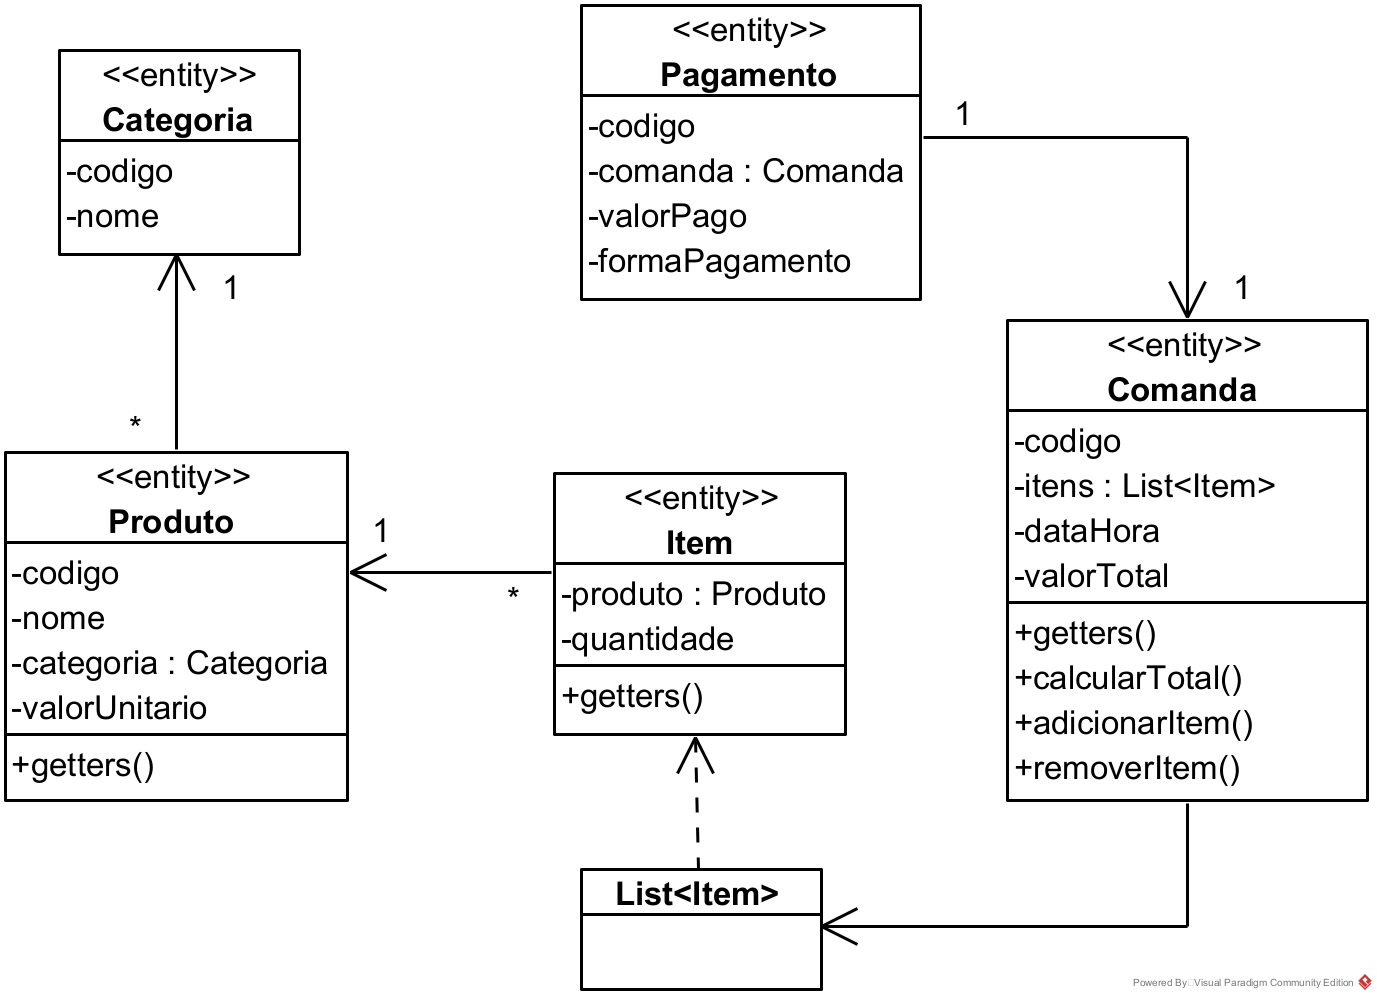 <<entity>>
Categoria
-codigo
-nome
1
*
<<entity>>
Pagamento
-codigo
-comanda : Comanda
-valorPago
-formaPagamento
1
1
<<entity>>
Produto
-codigo
-nome
-categoria : Categoria
-valorUnitario
+getters()
1
*
<<entity>>
Item
-produto : Produto
-quantidade
+getters()
<<entity>>
Comanda
-codigo
-itens : List<Item>
-dataHora
-valorTotal
+getters()
+calcularTotal()
+adicionarItem()
+removerItem()
List<Item>
Powered By Visual Paradigm Community Edition